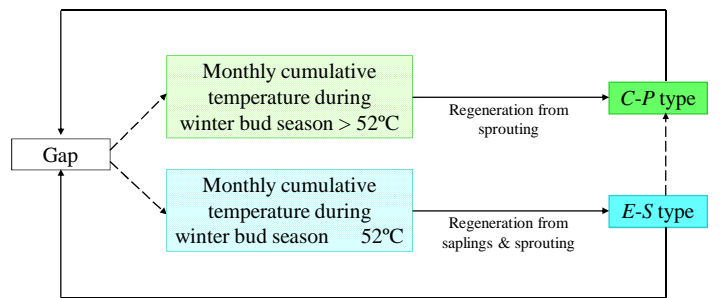 Monthly cumulative
temperature during
winter bud season > 52ºC
Regeneration from
sprouting
C-P type
Gap
Monthly cumulative
temperature during
winter bud season 52ºC
Regeneration from
saplings & sprouting
E-S type